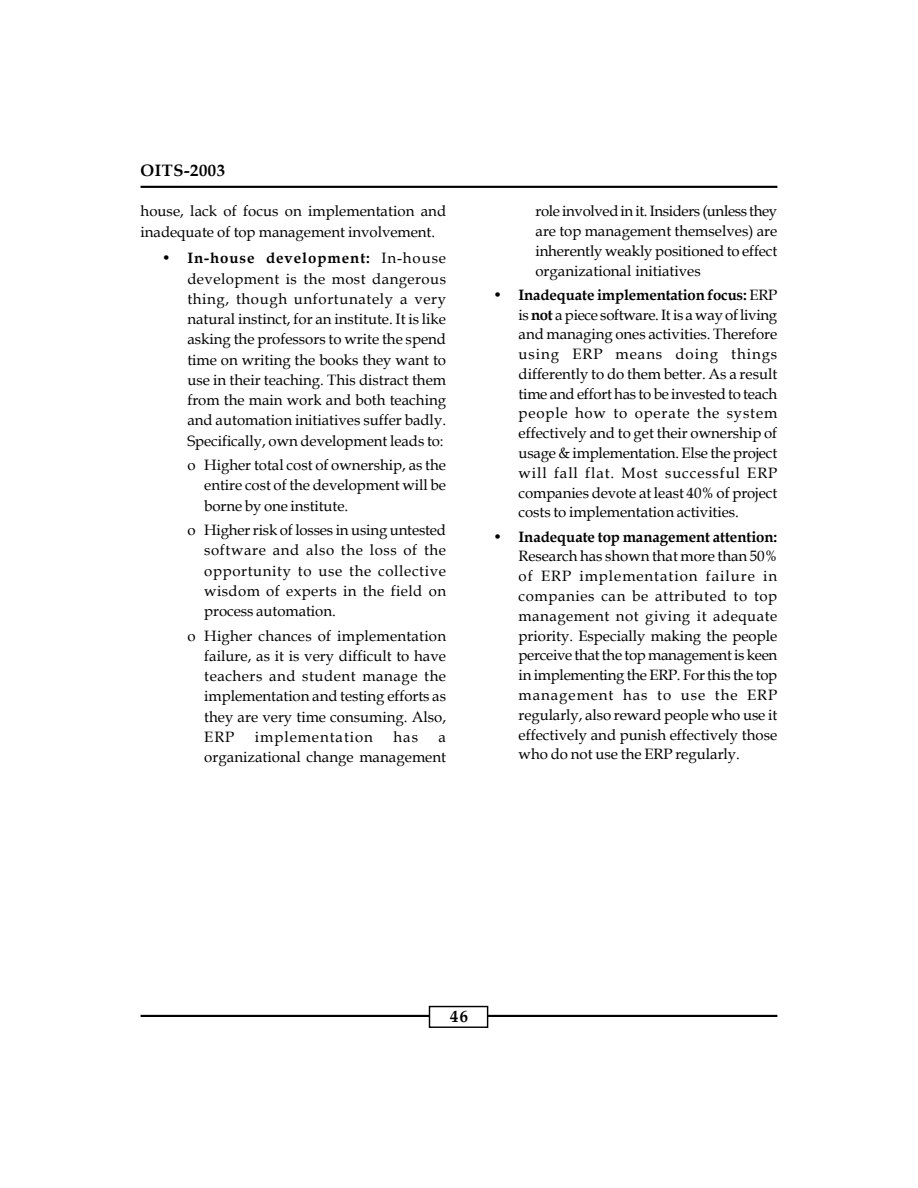 OITS-2003
house, lack of focus on implementation and
inadequate of top management involvement.
• In-house development: In-house
development is the most dangerous
thing, though unfortunately a very
natural instinct, for an institute. It is like
asking the professors to write the spend
time on writing the books they want to
use in their teaching. This distract them
from the main work and both teaching
and automation initiatives suffer badly.
Specifically, own development leads to:
o Higher total cost of ownership, as the
entire cost of the development will be
borne by one institute.
o Higher risk of losses in using untested
software and also the loss of the
opportunity to use the collective
wisdom of experts in the field on
process automation.
o Higher chances of implementation
failure, as it is very difficult to have
teachers and student manage the
implementation and testing efforts as
they are very time consuming. Also,
ERP implementation has a
organizational change management
role involved in it. Insiders (unless they
are top management themselves) are
inherently weakly positioned to effect
organizational initiatives
• Inadequate implementation focus: ERP
is not a piece software. It is a way of living
and managing ones activities. Therefore
using ERP means doing things
differently to do them better. As a result
time and effort has to be invested to teach
people how to operate the system
effectively and to get their ownership of
usage & implementation. Else the project
will fall flat. Most successful ERP
companies devote at least 40% of project
costs to implementation activities.
• Inadequate top management attention:
Research has shown that more than 50%
of ERP implementation failure in
companies can be attributed to top
management not giving it adequate
priority. Especially making the people
perceive that the top management is keen
in implementing the ERP. For this the top
management has to use the ERP
regularly, also reward people who use it
effectively and punish effectively those
who do not use the ERP regularly.
46